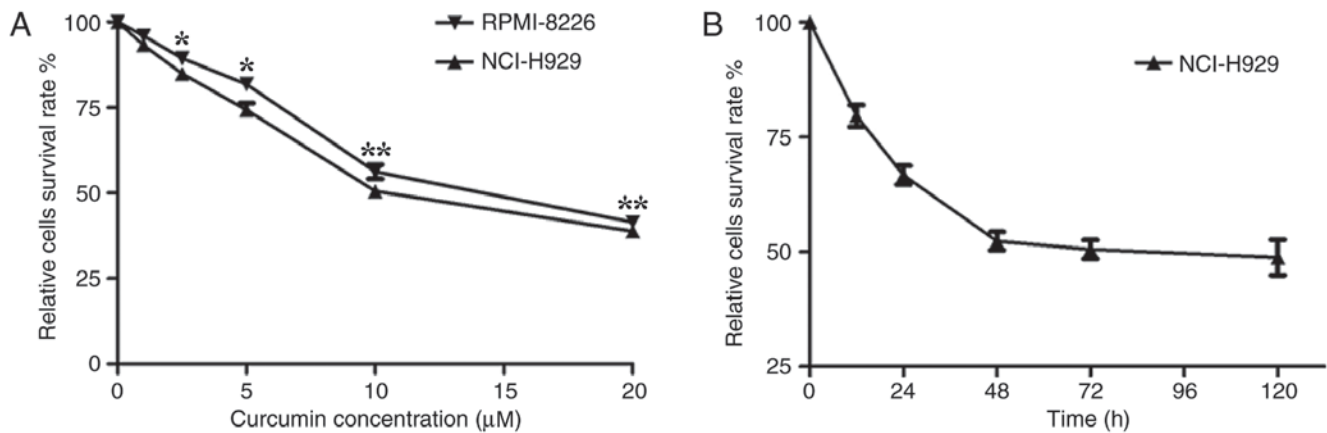 A
Relative cells survival rate %
100
75
50
25
0
RPMI-8226
NCI-H929
*
*
**
**
0 5 10 15 20
Curcumin concentration (μM)
B
Relative cells survival rate %
100
75
50
25
NCI-H929
0 24 48 72 96 120
Time (h)